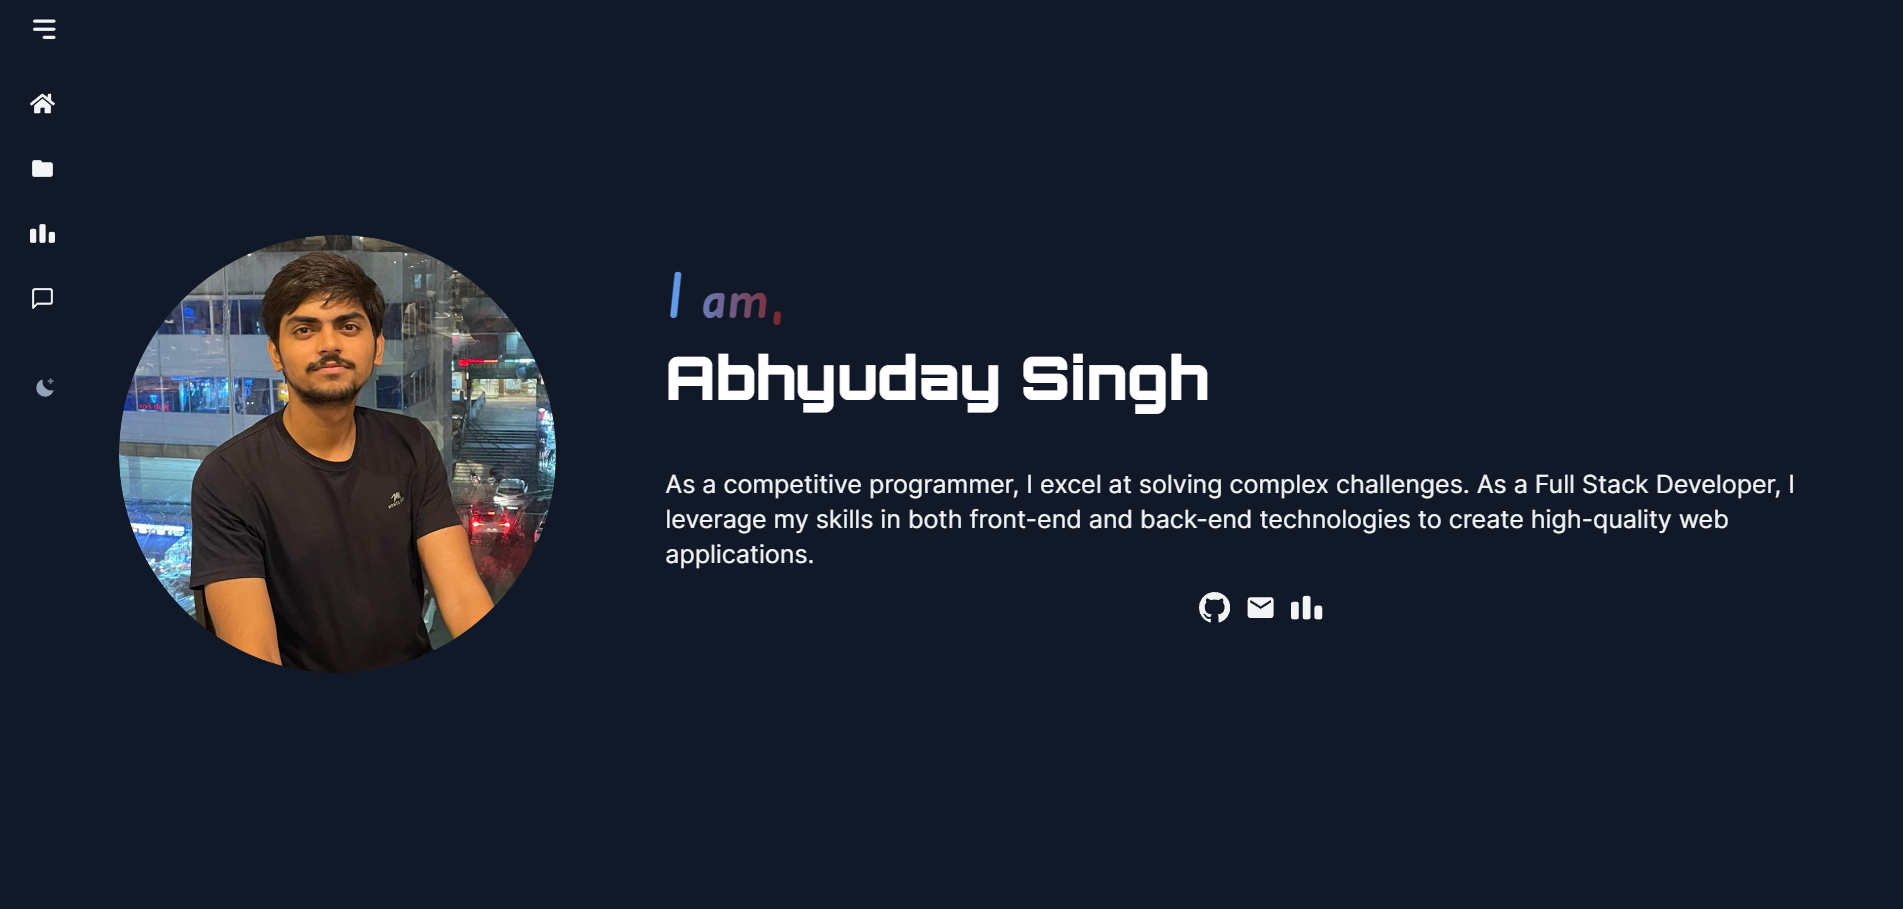 I am,
Abhyuday Singh
As a competitive programmer, I excel at solving complex challenges. As a Full Stack Developer, I
leverage my skills in both front-end and back-end technologies to create high-quality web
applications.